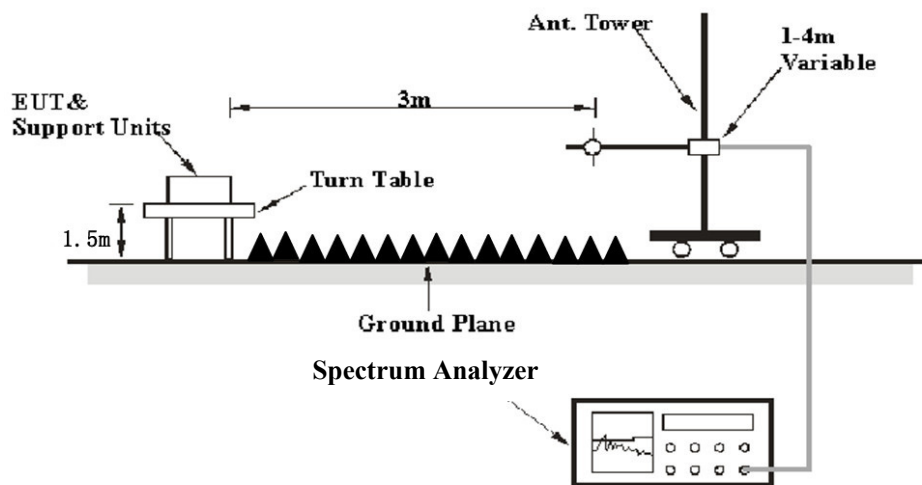 Ant. Tower
1-4m
Variable
3m
EUT&
Support Units
Turn Table
1.5m
Ground Plane
Spectrum Analyzer